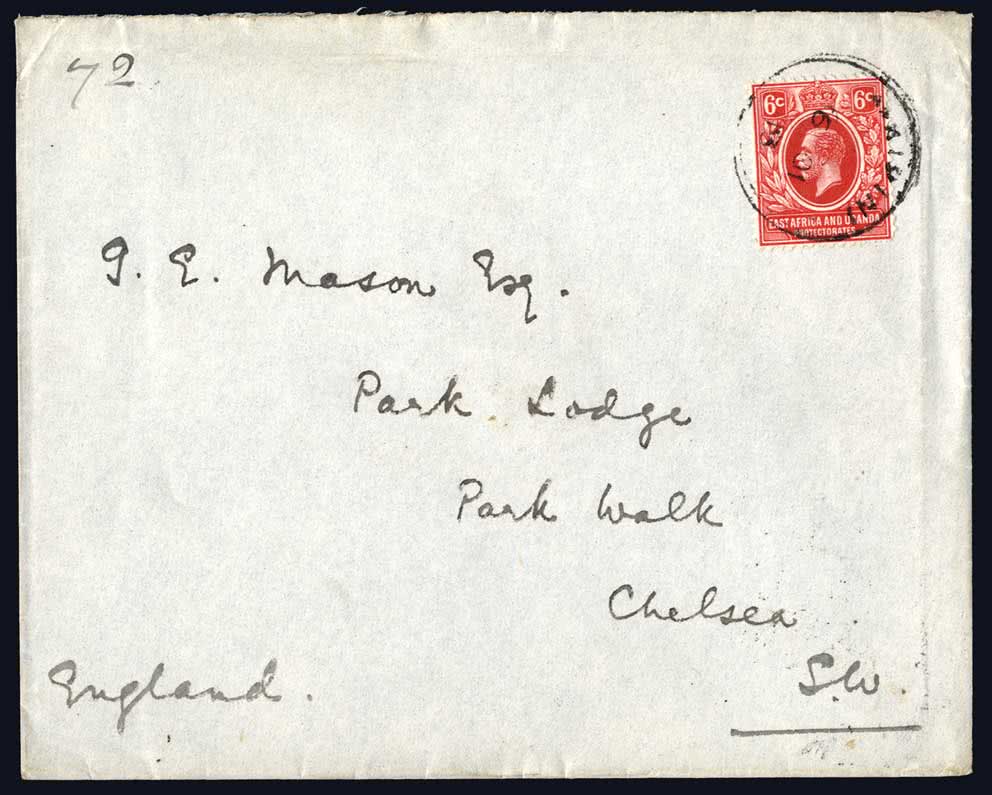 72
6c 6c
EAST AFRICA AND UGANDA
PROTECTORATES
G. E. Mason Esq.
Park Lodge
Park Walk
Chelsea
S.W.
England.